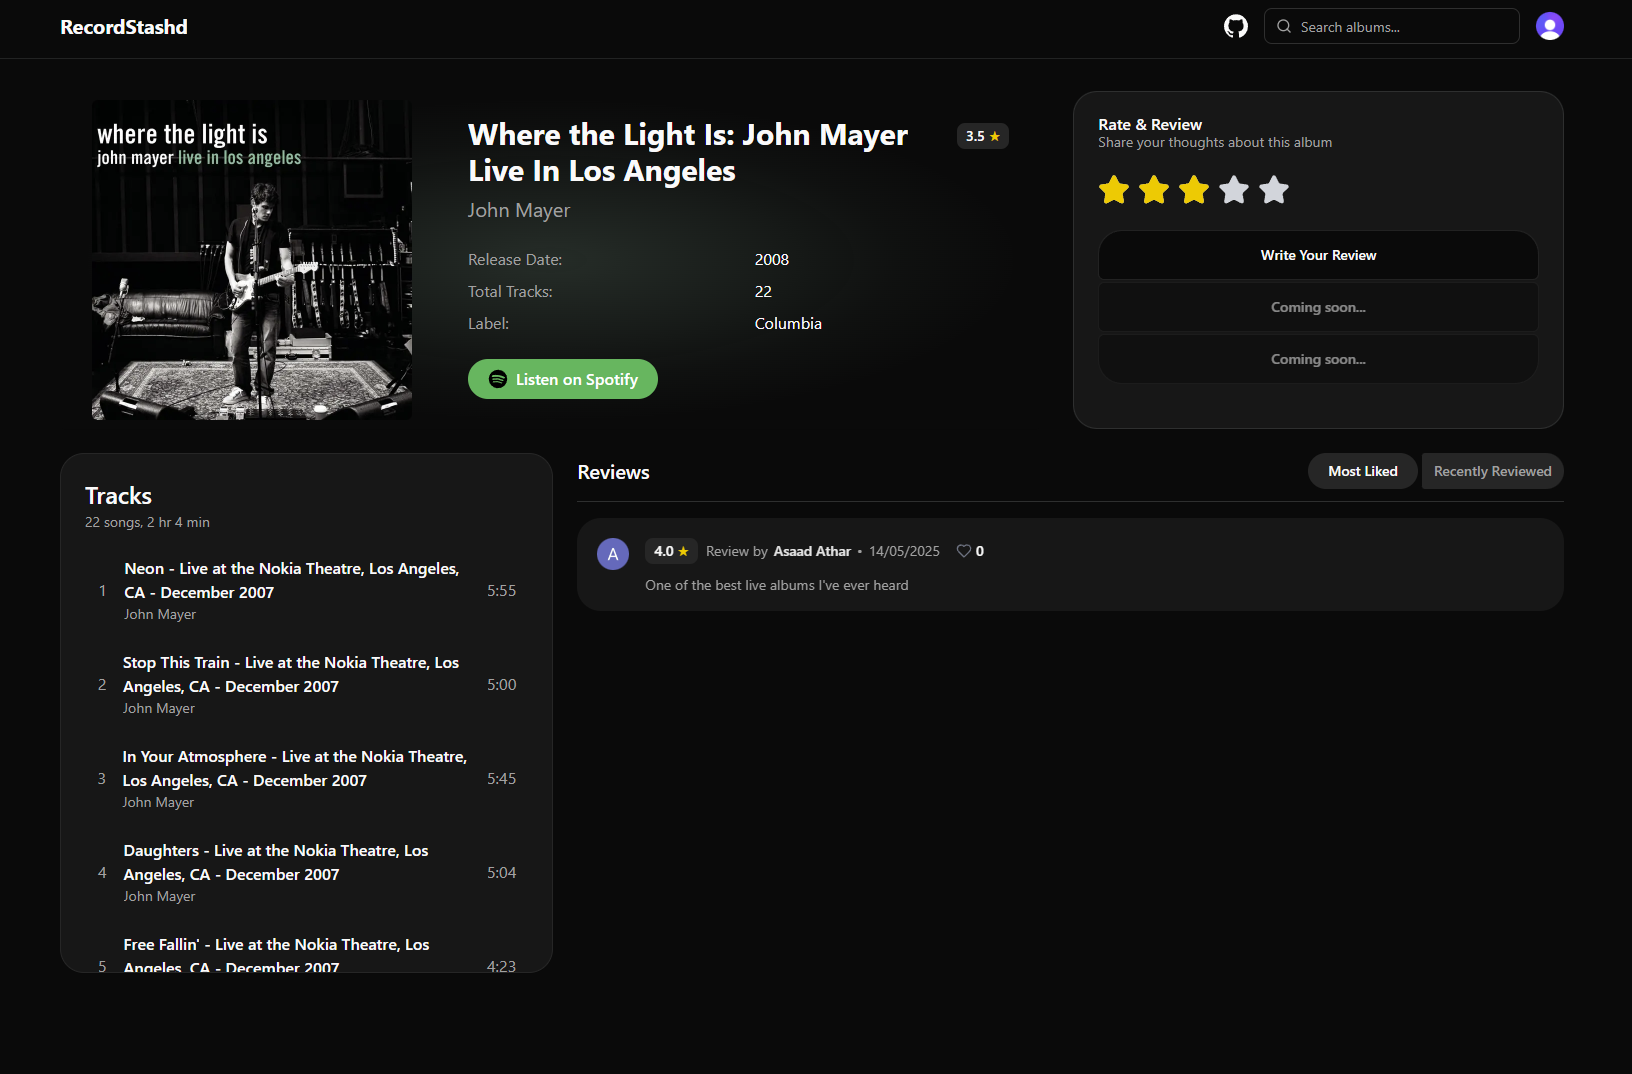 RecordStashd
Search albums...
where the light is
john mayer live in los angeles
Where the Light Is: John Mayer
Live In Los Angeles
3.5 ★
John Mayer
Release Date: 2008
Total Tracks: 22
Label: Columbia
Listen on Spotify
Rate & Review
Share your thoughts about this album
Write Your Review
Coming soon...
Coming soon...
Tracks
22 songs, 2 hr 4 min
1 Neon - Live at the Nokia Theatre, Los Angeles,
CA - December 2007 5:55
John Mayer
2 Stop This Train - Live at the Nokia Theatre, Los
Angeles, CA - December 2007 5:00
John Mayer
3 In Your Atmosphere - Live at the Nokia Theatre,
Los Angeles, CA - December 2007 5:45
John Mayer
4 Daughters - Live at the Nokia Theatre, Los
Angeles, CA - December 2007 5:04
John Mayer
5 Free Fallin' - Live at the Nokia Theatre, Los
Angeles, CA - December 2007 4:23
Reviews
Most Liked
Recently Reviewed
A
4.0 ★ Review by Asaad Athar • 14/05/2025 0
One of the best live albums I've ever heard